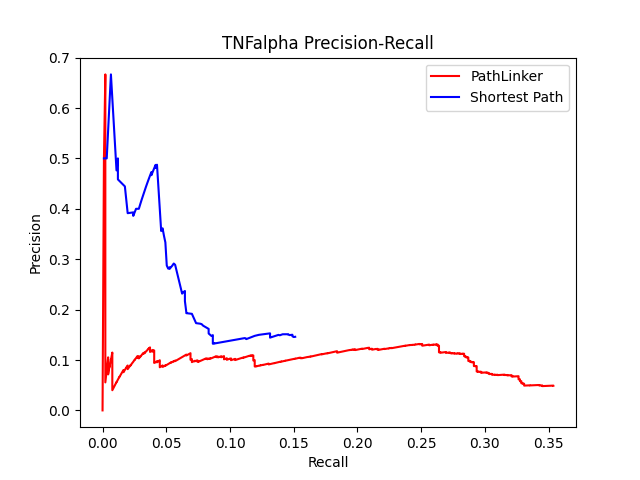 TNFalpha Precision-Recall
PathLinker
Shortest Path
Precision
0.7
0.6
0.5
0.4
0.3
0.2
0.1
0.0
0.00 0.05 0.10 0.15 0.20 0.25 0.30 0.35
Recall